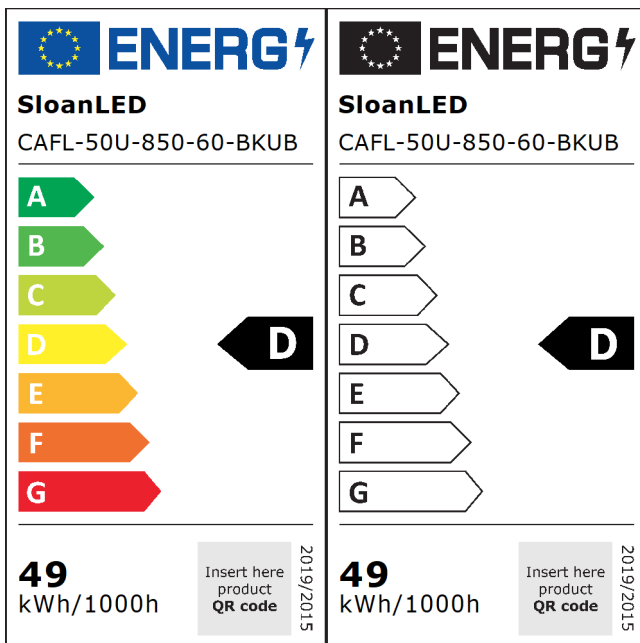 ENERG
SloanLED
CAFL-50U-850-60-BKUB
A
B
C
D
D
E
F
G
49
kWh/1000h
Insert here
product
QR code
2019/2015
ENERG
SloanLED
CAFL-50U-850-60-BKUB
A
B
C
D
D
E
F
G
49
kWh/1000h
Insert here
product
QR code
2019/2015